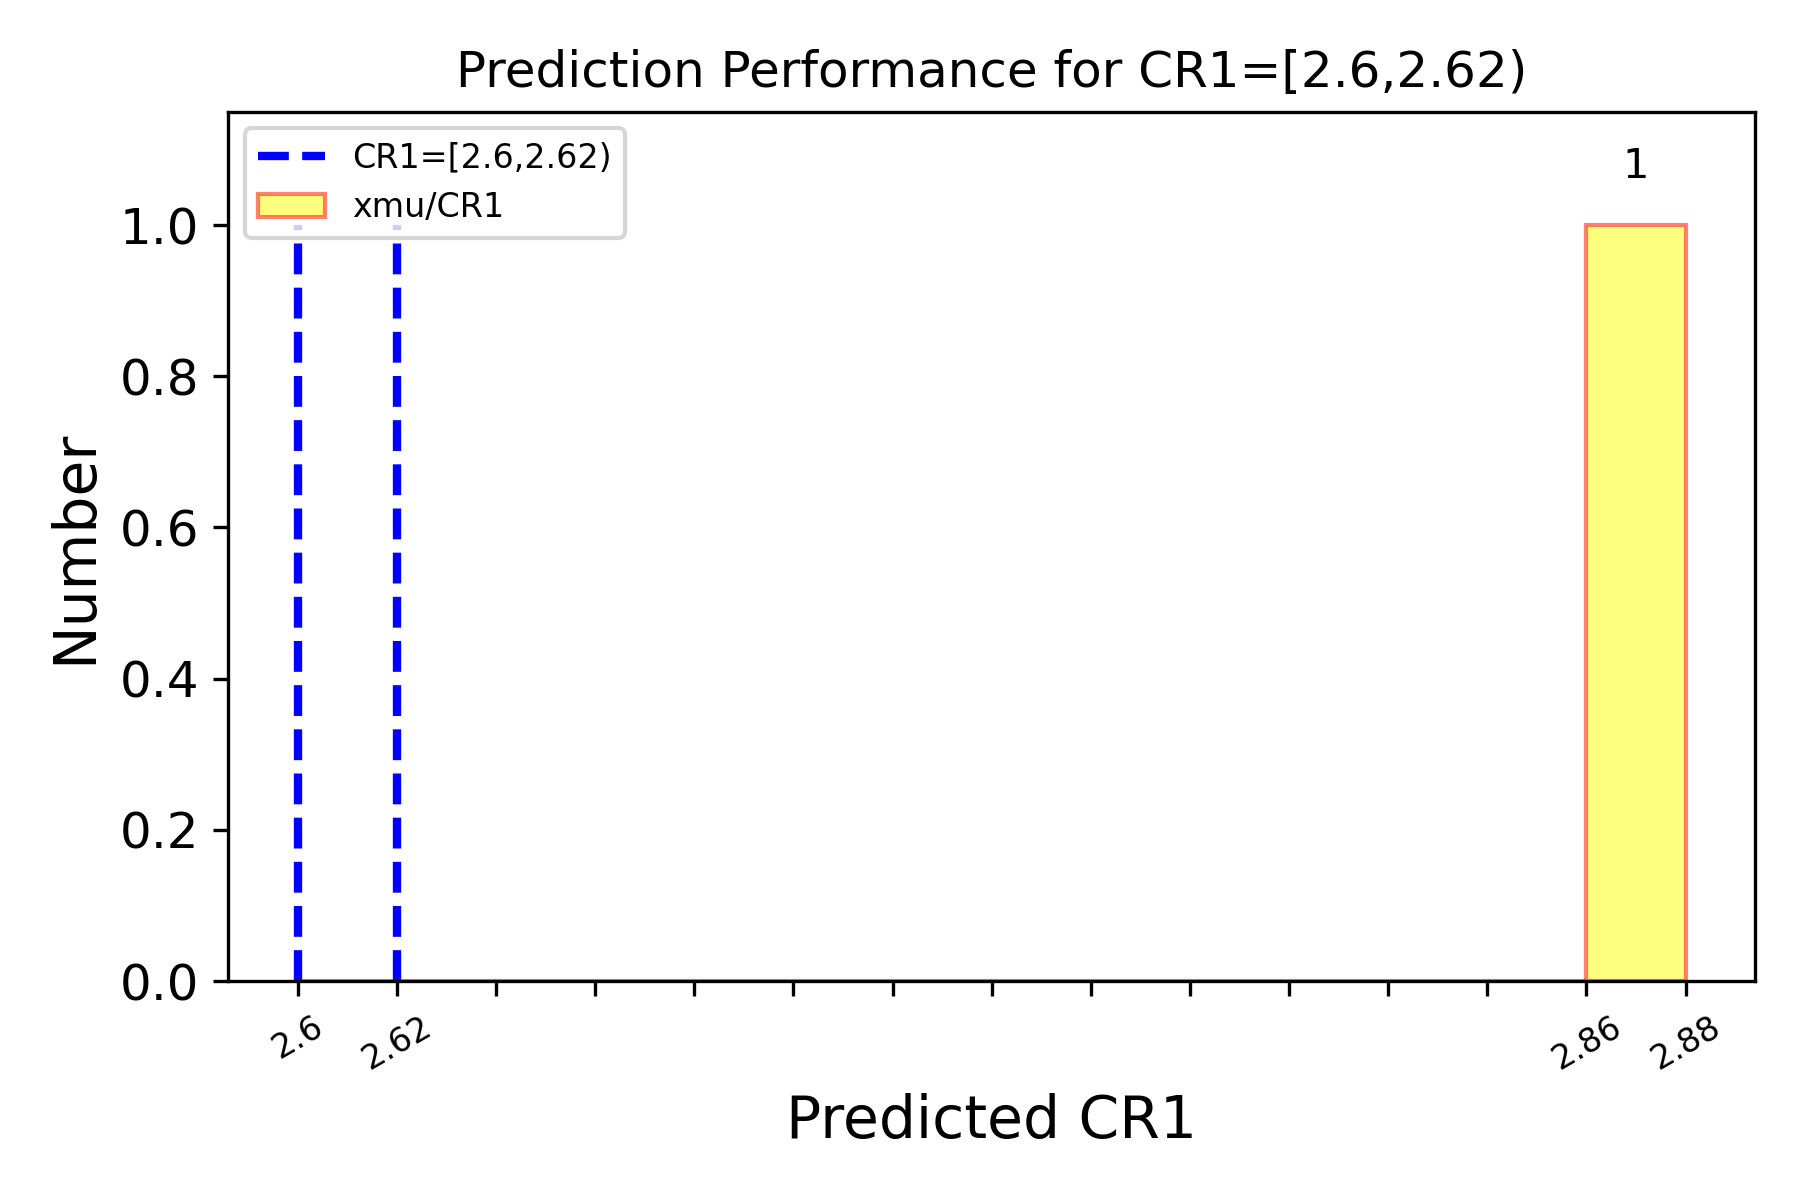 Prediction Performance for CR1=[2.6,2.62)
CR1=[2.6,2.62)
xmu/CR1
1
1.0
0.8
0.6
0.4
0.2
0.0
Number
2.6
2.62
2.86
2.88
Predicted CR1